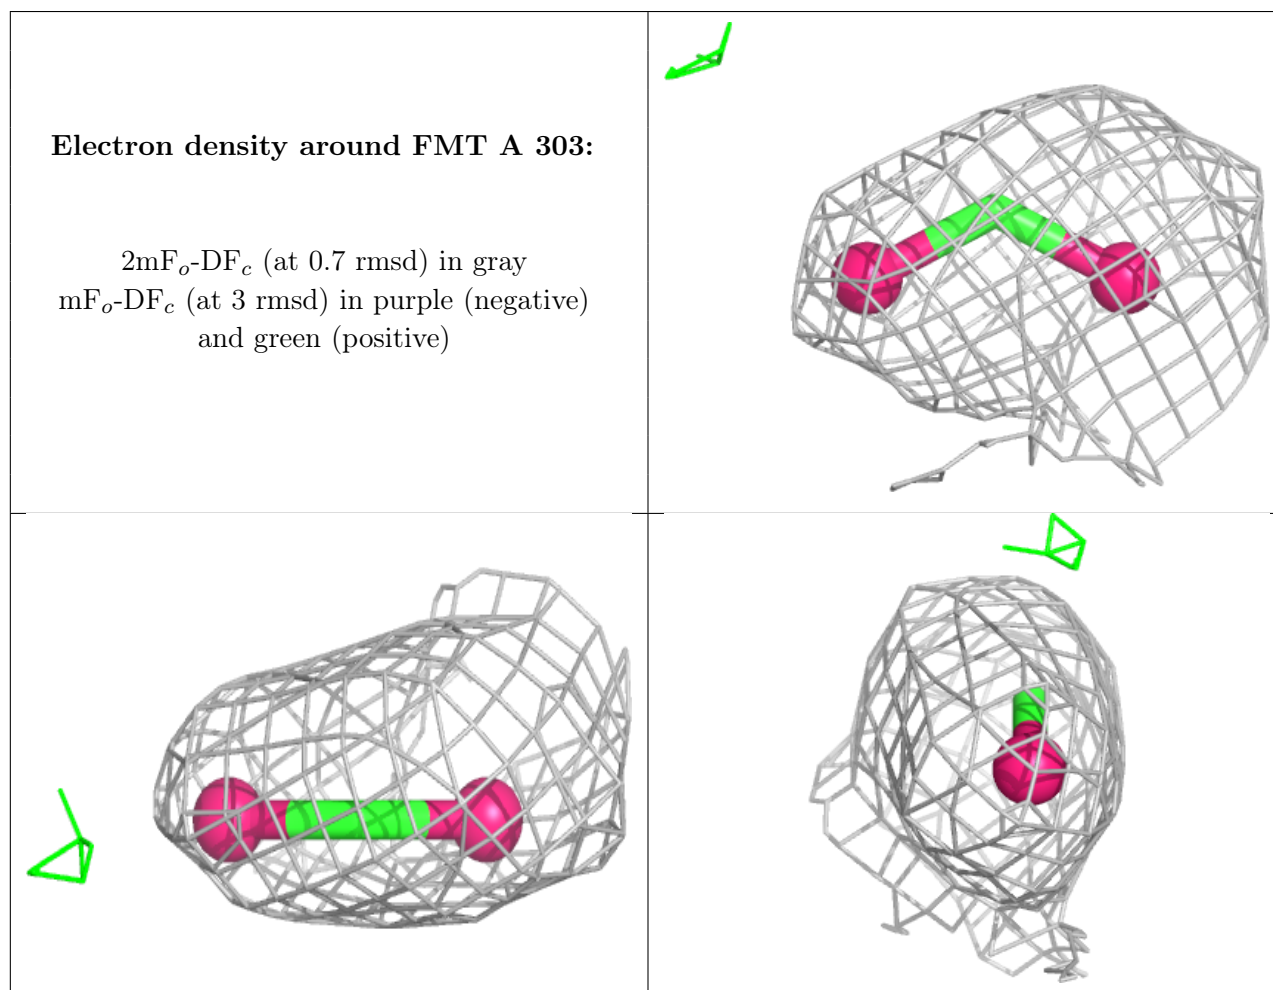 Electron density around FMT A 303:
2mFo-DFc (at 0.7 rmsd) in gray
mFo-DFc (at 3 rmsd) in purple (negative)
and green (positive)